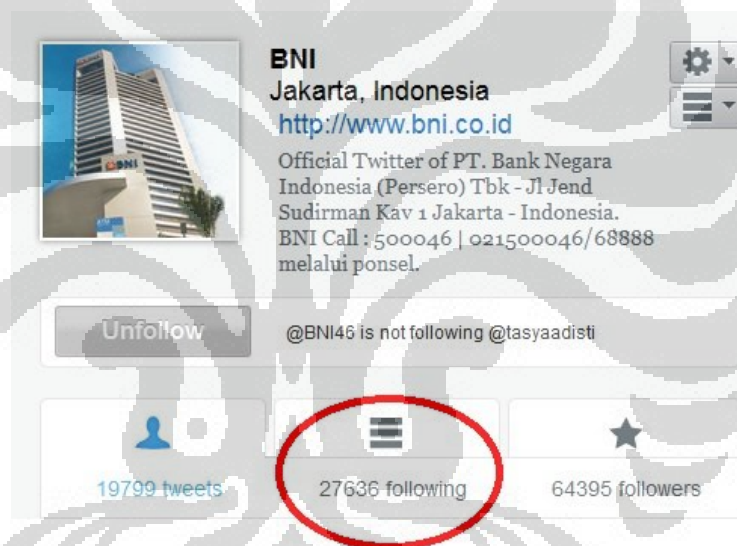 BNI
Jakarta, Indonesia
http://www.bni.co.id
Official Twitter of PT. Bank Negara
Indonesia (Persero) Tbk - Jl Jend
Sudirman Kav 1 Jakarta - Indonesia.
BNI Call : 500046 | 021500046/68888
melalui ponsel.
BNI
Unfollow
@BNI46 is not following @tasyaadisti
19799 tweets
27636 following
64395 followers